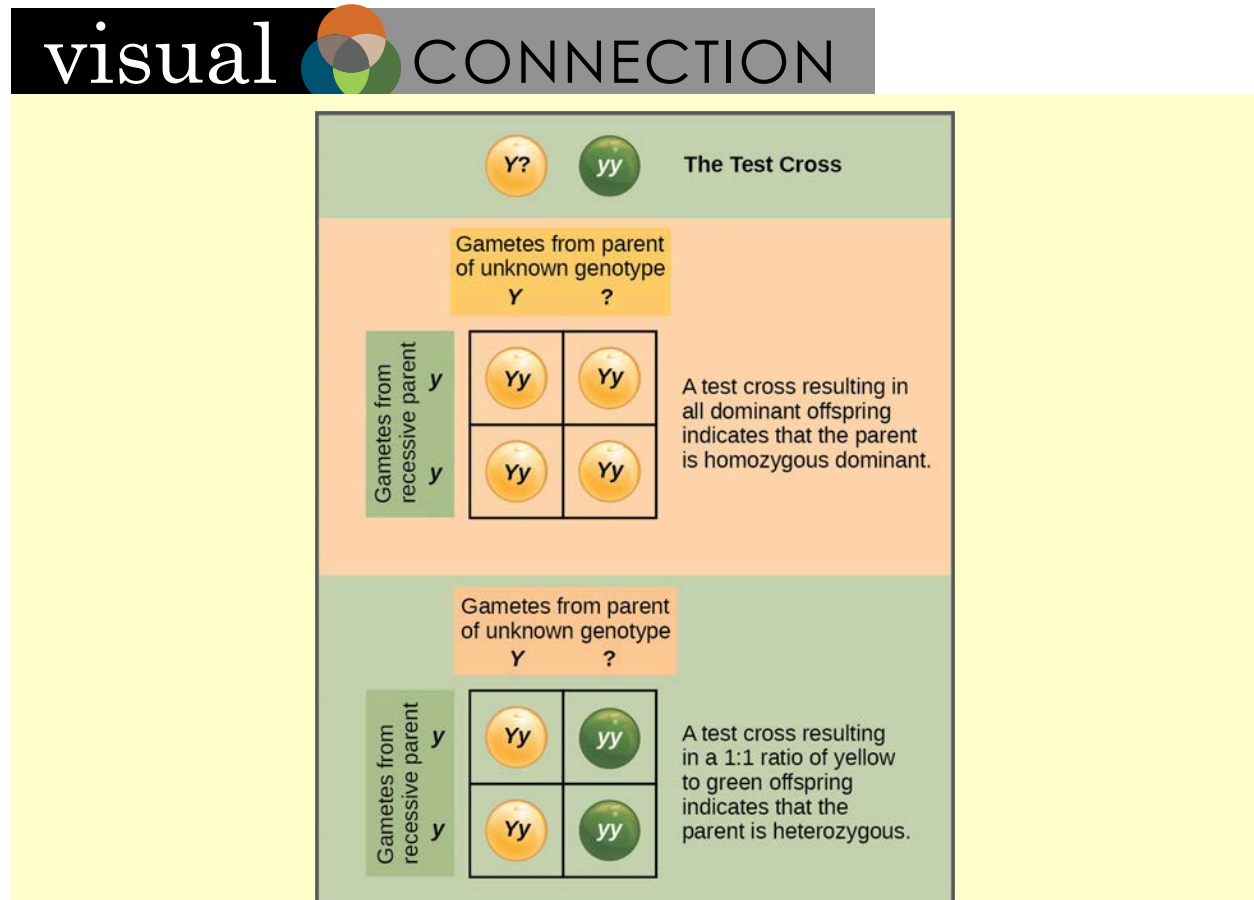 visual CONNECTION
Y? yy The Test Cross
Gametes from parent
of unknown genotype
Y ?
Gametes from
recessive parent
y
y
Yy Yy
Yy Yy
A test cross resulting in
all dominant offspring
indicates that the parent
is homozygous dominant.
Gametes from parent
of unknown genotype
Y ?
Gametes from
recessive parent
y
y
Yy yy
Yy yy
A test cross resulting
in a 1:1 ratio of yellow
to green offspring
indicates that the
parent is heterozygous.